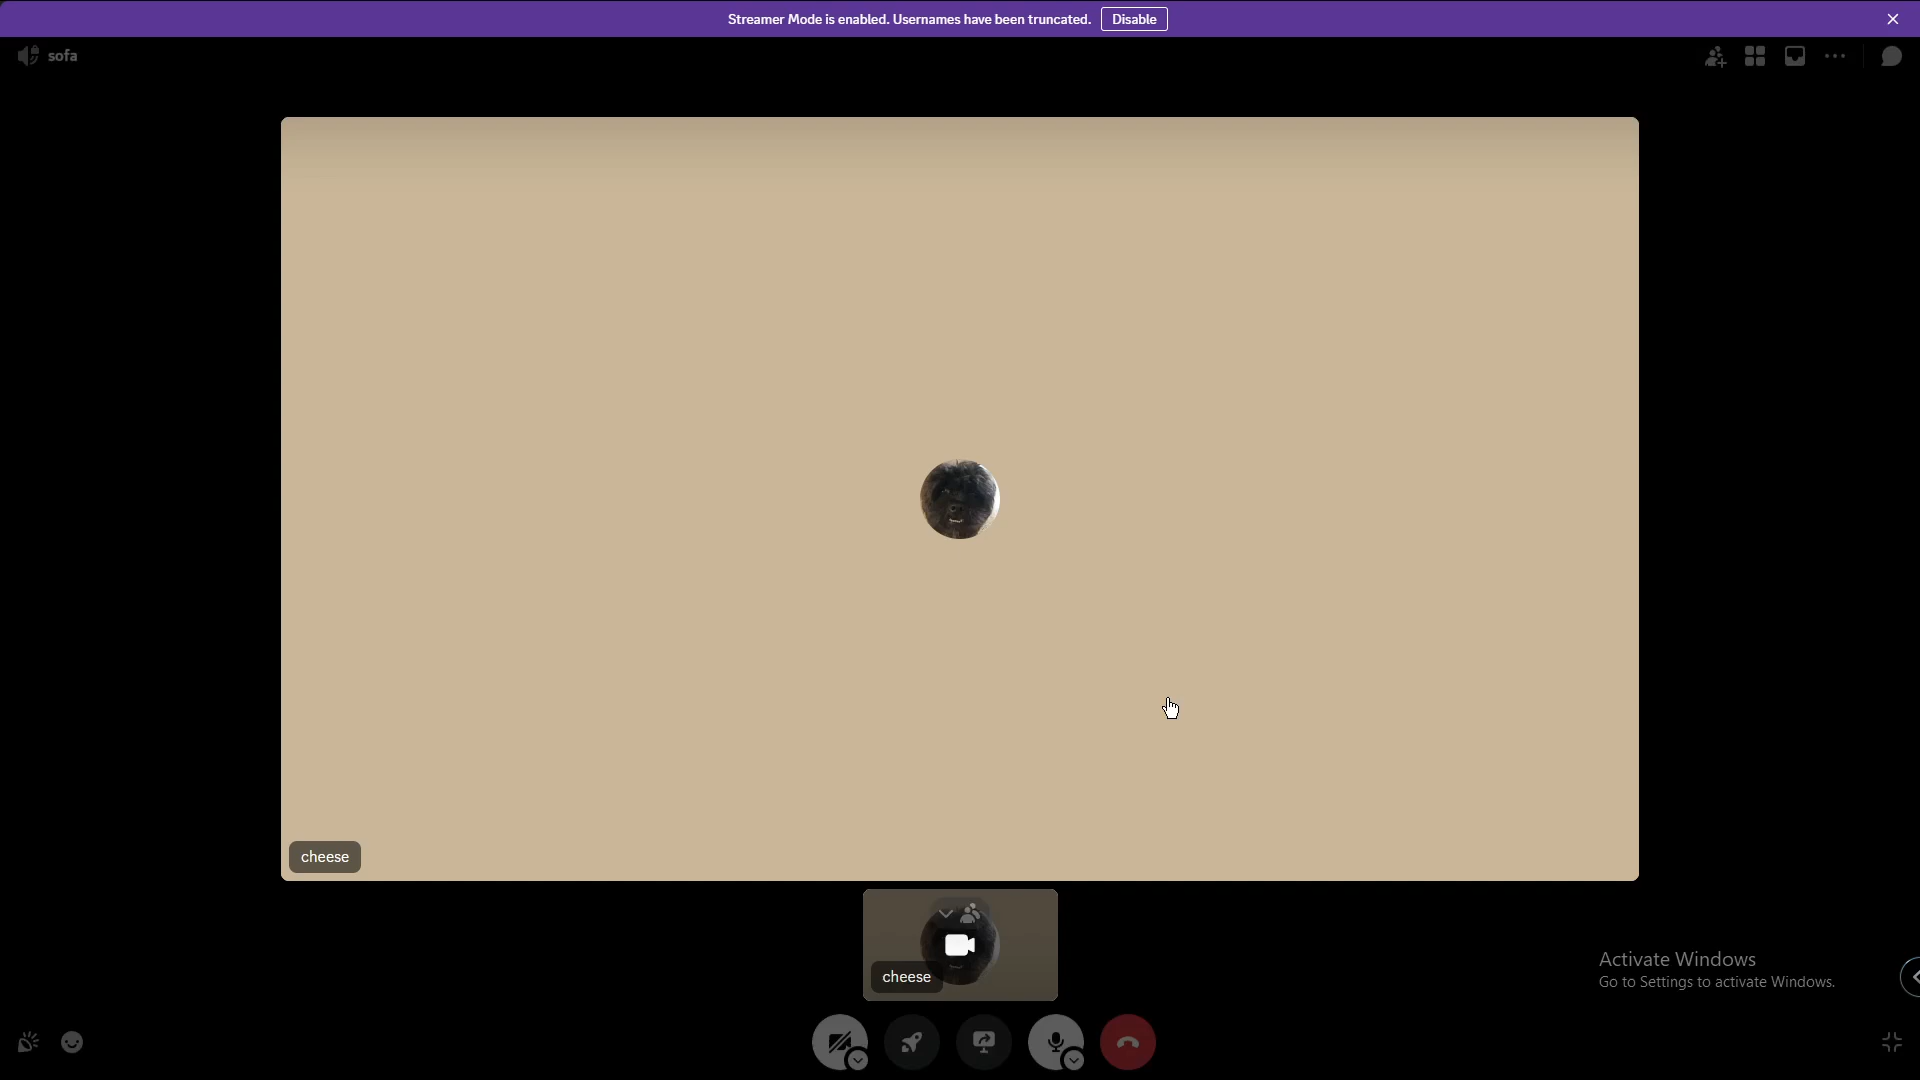 Streamer Mode is enabled. Usernames have been truncated. Disable
sofa
cheese
cheese
Activate Windows
Go to Settings to activate Windows.